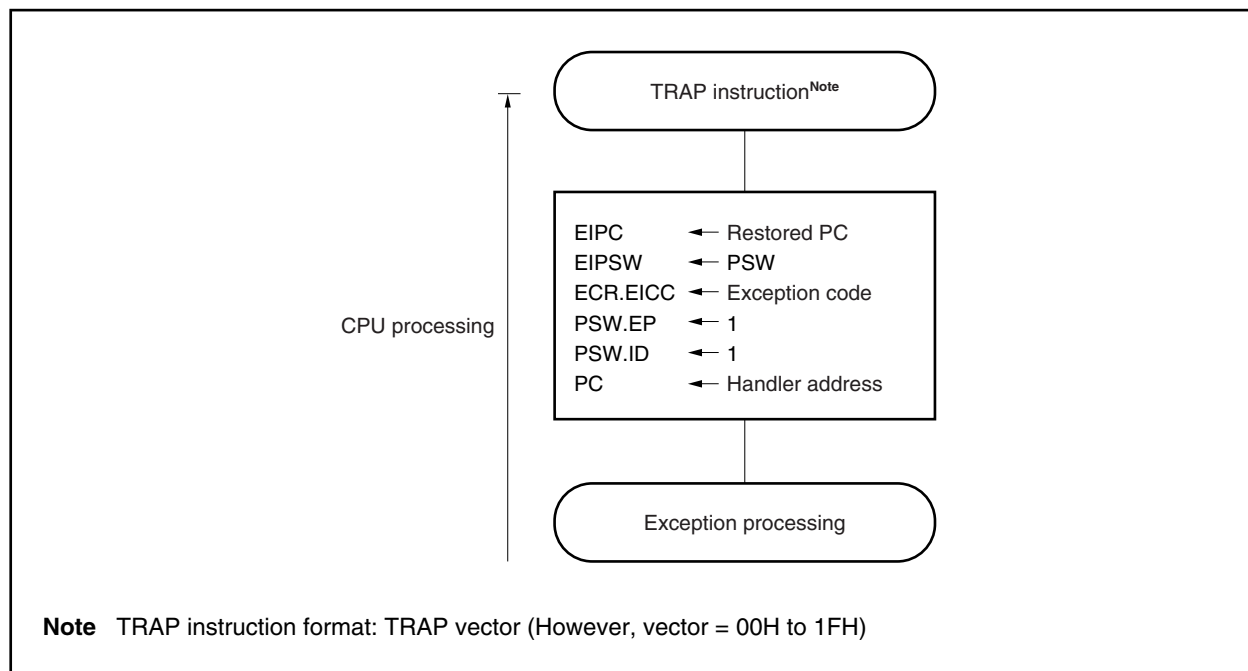 TRAP instructionNote
CPU processing
EIPC ← Restored PC
EIPSW ← PSW
ECR.EICC ← Exception code
PSW.EP ← 1
PSW.ID ← 1
PC ← Handler address
Exception processing
Note TRAP instruction format: TRAP vector (However, vector = 00H to 1FH)